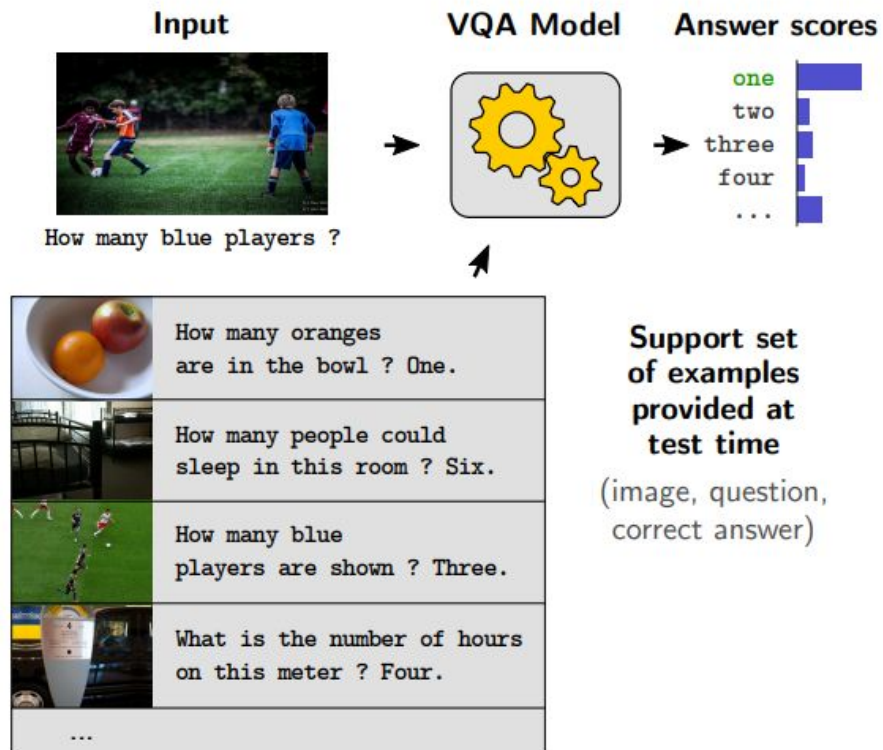 Input
VQA Model
Answer scores
one
two
three
four
...
How many blue players ?
How many oranges
are in the bowl ? One.
How many people could
sleep in this room ? Six.
How many blue
players are shown ? Three.
What is the number of hours
on this meter ? Four.
...
Support set
of examples
provided at
test time
(image, question,
correct answer)